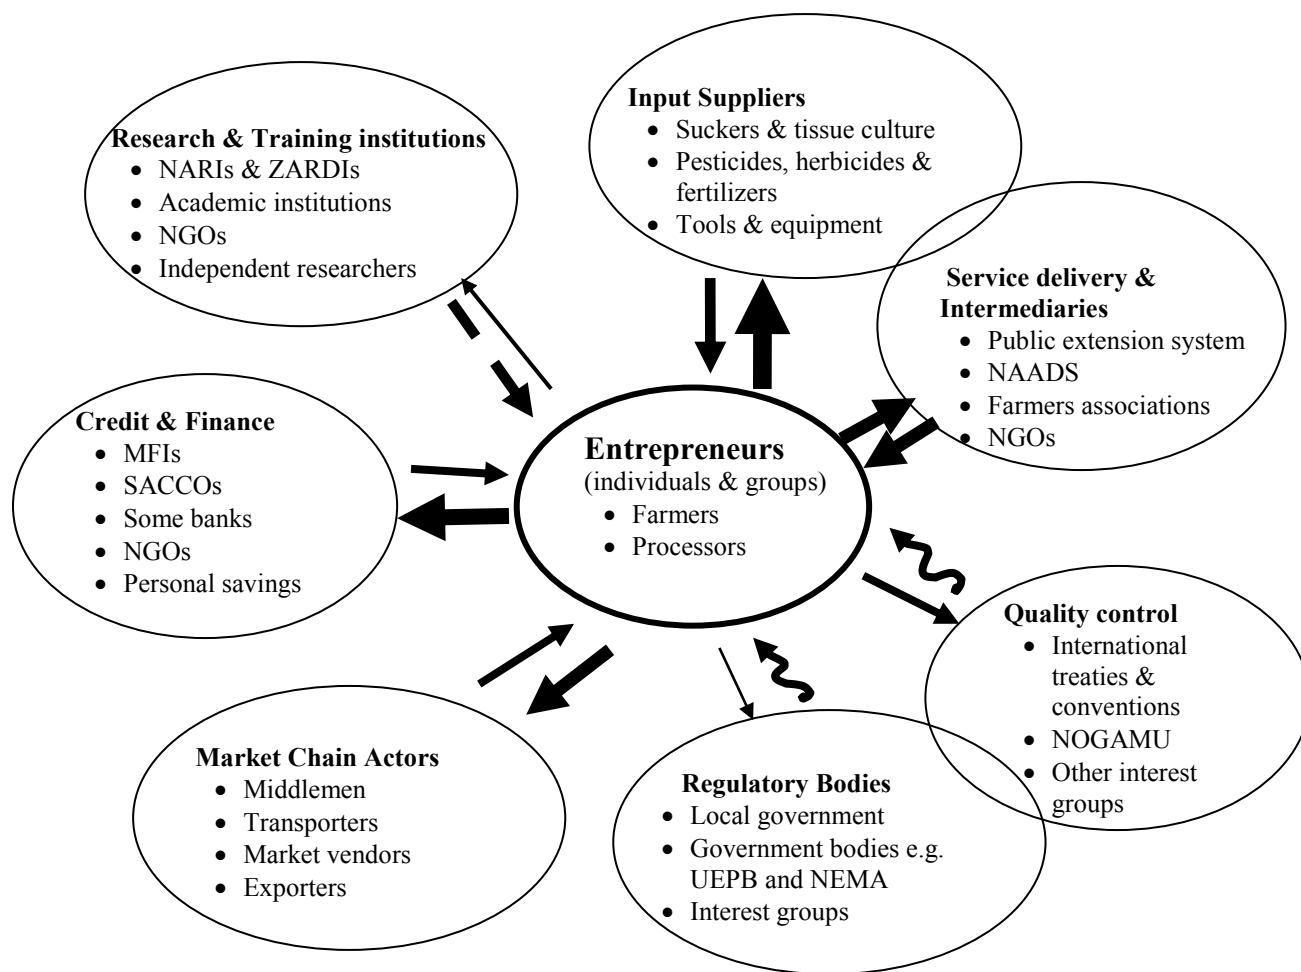 Research & Training institutions
• NARIs & ZARDIs
• Academic institutions
• NGOs
• Independent researchers
Input Suppliers
• Suckers & tissue culture
• Pesticides, herbicides &
fertilizers
• Tools & equipment
Service delivery &
Intermediaries
• Public extension system
• NAADS
• Farmers associations
• NGOs
Credit & Finance
• MFIs
• SACCOs
• Some banks
• NGOs
• Personal savings
Entrepreneurs
(individuals & groups)
• Farmers
• Processors
Quality control
• International
treaties &
conventions
• NOGAMU
• Other interest
groups
Market Chain Actors
• Middlemen
• Transporters
• Market vendors
• Exporters
Regulatory Bodies
• Local government
• Government bodies e.g.
UEPB and NEMA
• Interest groups